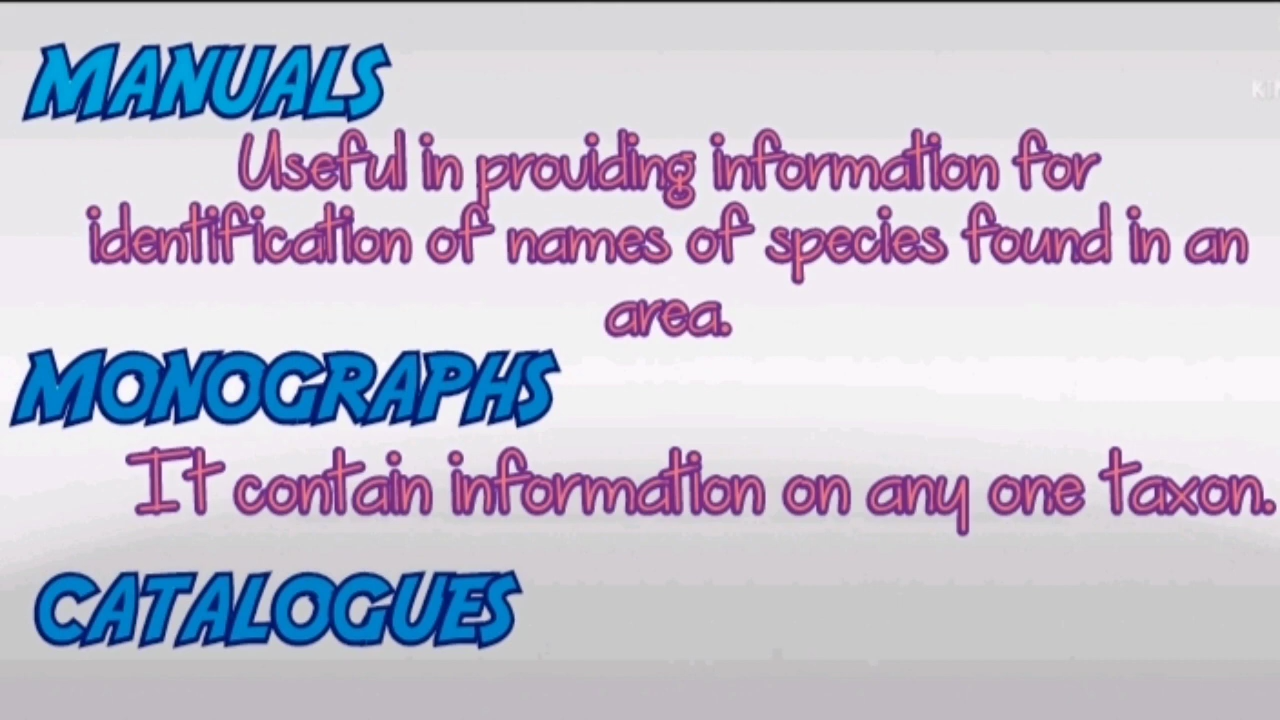 MANUALS
Useful in providing information for
identification of names of species found in an
area.
MONOGRAPHS
It contain information on any one taxon.
CATALOGUES